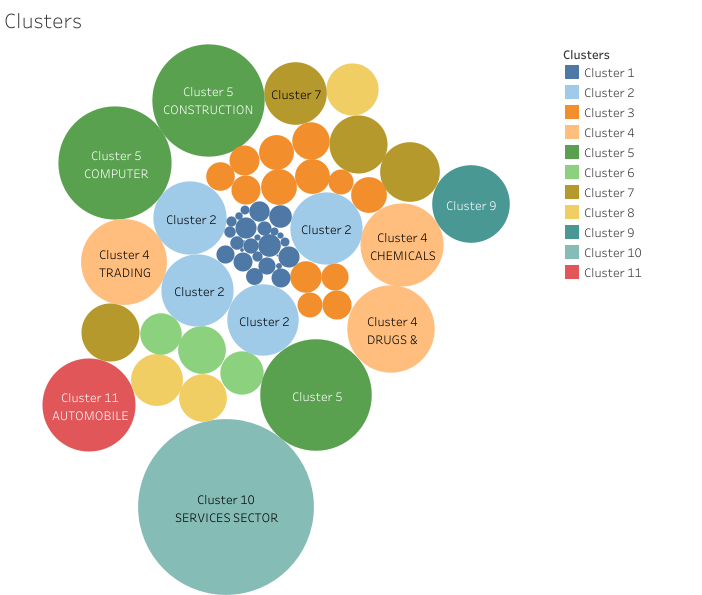 Clusters
Cluster 5
CONSTRUCTION
Cluster 7
Cluster 5
COMPUTER
Cluster 2
Cluster 2
Cluster 9
Cluster 4
CHEMICALS
Cluster 4
TRADING
Cluster 2
Cluster 2
Cluster 4
DRUGS &
Cluster 11
AUTOMOBILE
Cluster 5
Cluster 10
SERVICES SECTOR
Clusters
Cluster 1
Cluster 2
Cluster 3
Cluster 4
Cluster 5
Cluster 6
Cluster 7
Cluster 8
Cluster 9
Cluster 10
Cluster 11